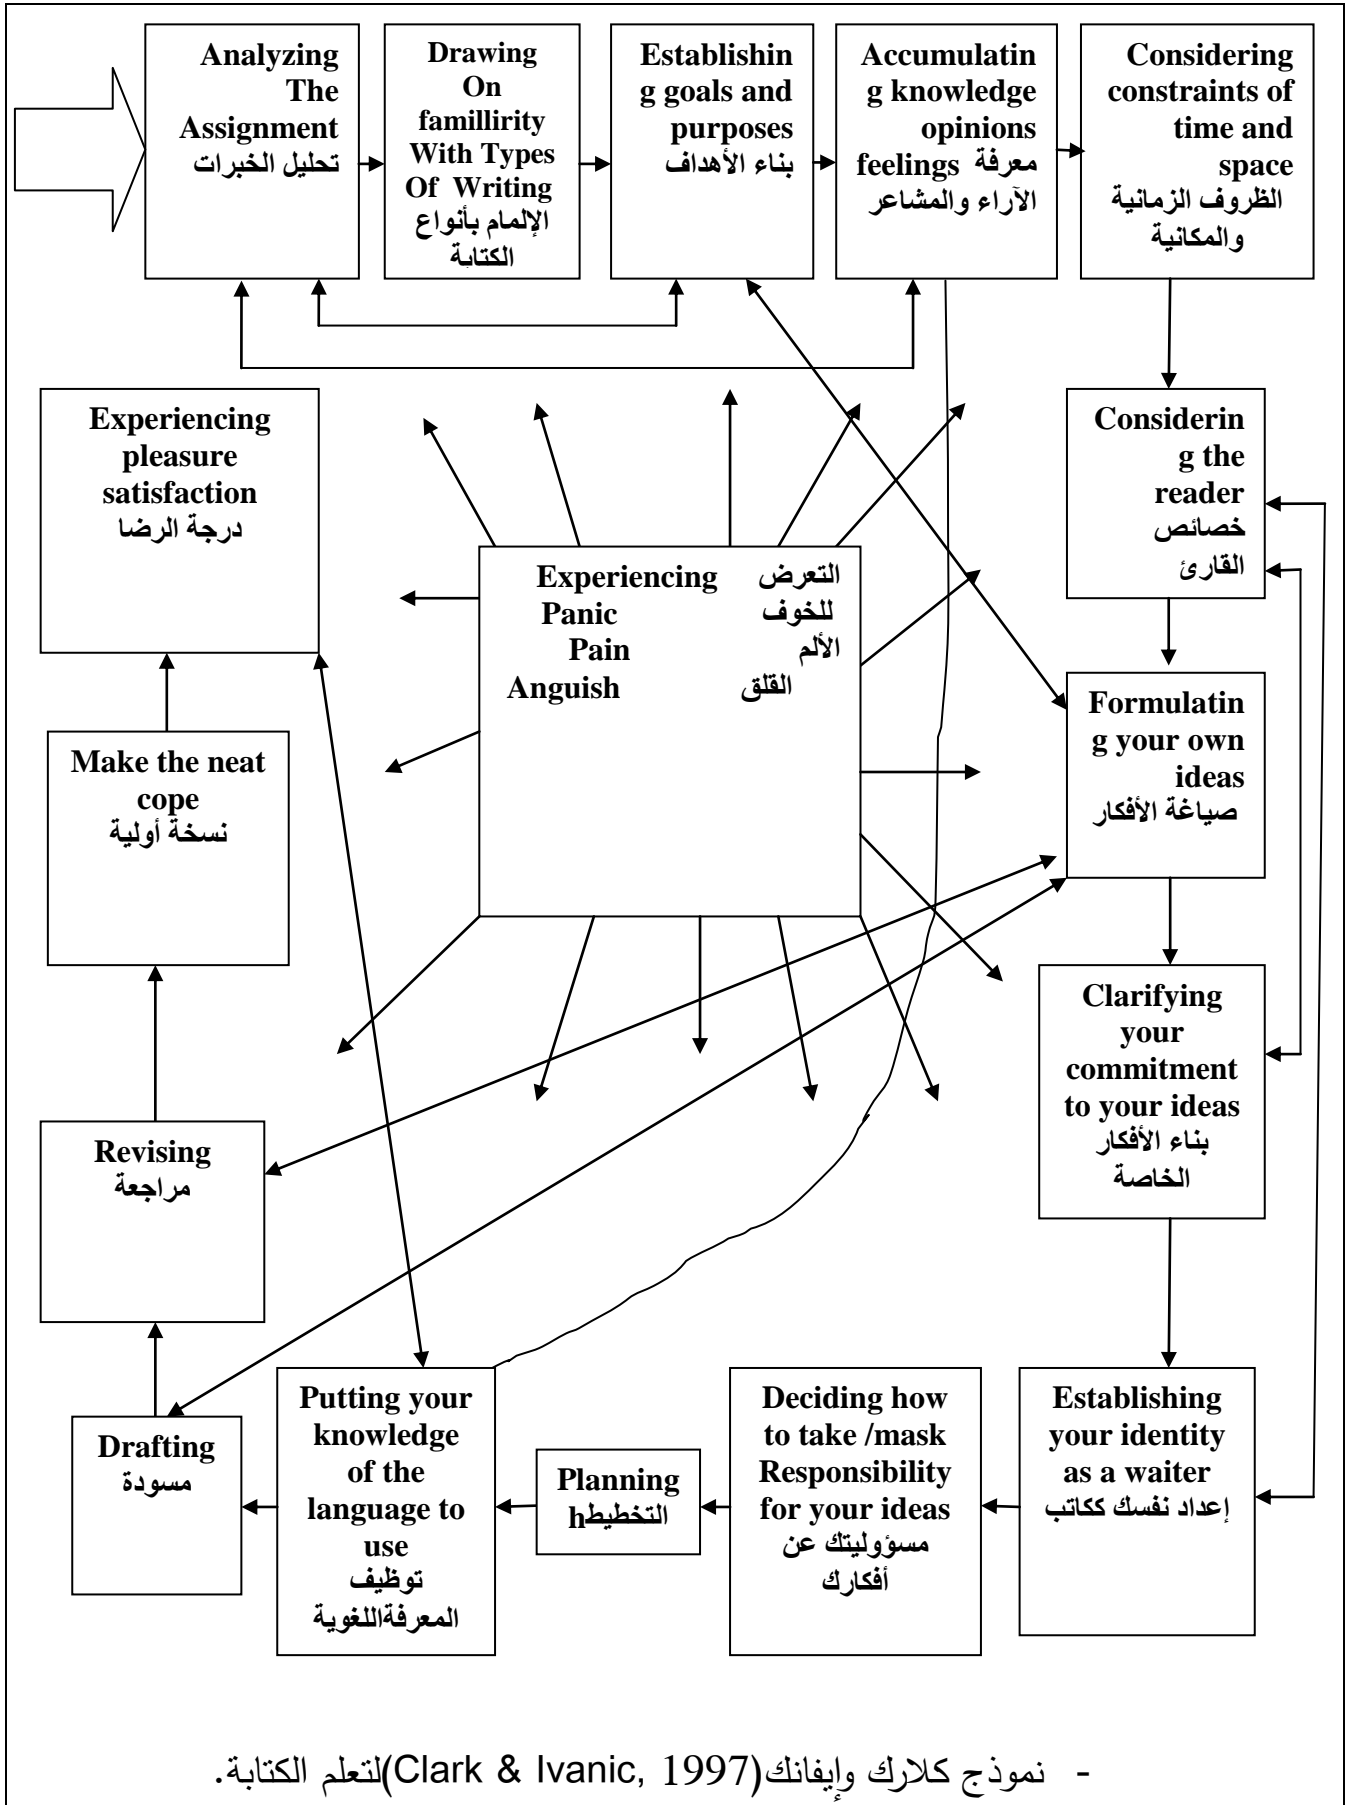 Analyzing
The
Assignment
تحليل الخبرات
Drawing
On
famillirity
With Types
Of Writing
الإلمام بأنواع
الكتابة
Establishin
g goals and
purposes
بناء الأهداف
Accumulatin
g knowledge
opinions
feelings معرفة
الآراء والمشاعر
Considering
constraints of
time and
space
الظروف الزمانية
والمكانية
Experiencing
pleasure
satisfaction
درجة الرضا
Considerin
g the
reader
خصائص
القارئ
Experiencing التعرض
Panic للخوف
Pain الألم
Anguish القلق
Formulatin
g your own
ideas
صياغة الأفكار
Make the neat
cope
نسخة أولية
Clarifying
your
commitment
to your ideas
بناء الأفكار
الخاصة
Revising
مراجعة
Drafting
مسودة
Putting your
knowledge
of the
language to
use
توظيف
المعرفةاللغوية
Planning
التخطيطh
Deciding how
to take /mask
Responsibility
for your ideas
مسؤوليتك عن
أفكارك
Establishing
your identity
as a waiter
إعداد نفسك ككاتب
- نموذج كلارك وإيفانك(Clark & Ivanic, 1997)لتعلم الكتابة.